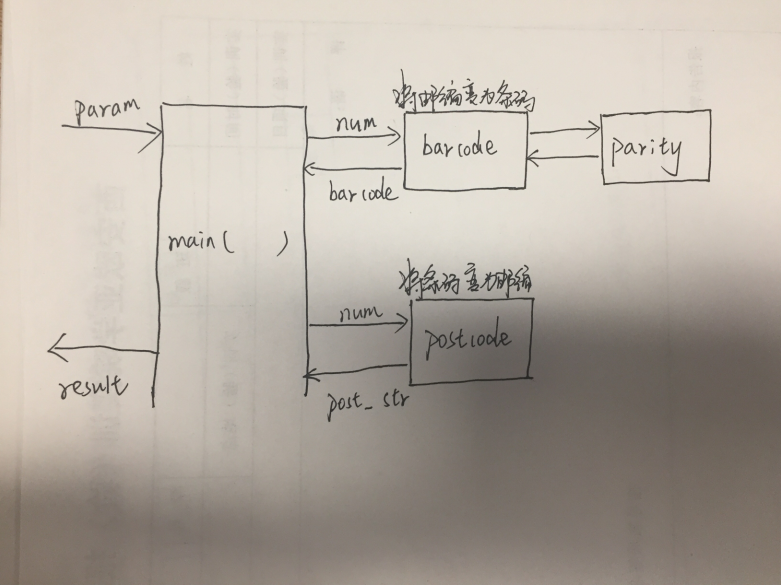 param
将邮编变为条码
num
barcode
parity
barcode
main( )
将条码变为邮编
num
postcode
result
post_str